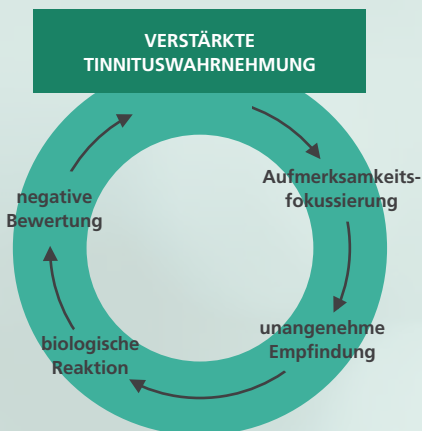 VERSTÄRKTE
TINNITUSWAHRNEHMUNG
Aufmerksamkeits-
fokussierung
unangenehme
Empfindung
biologische
Reaktion
negative
Bewertung